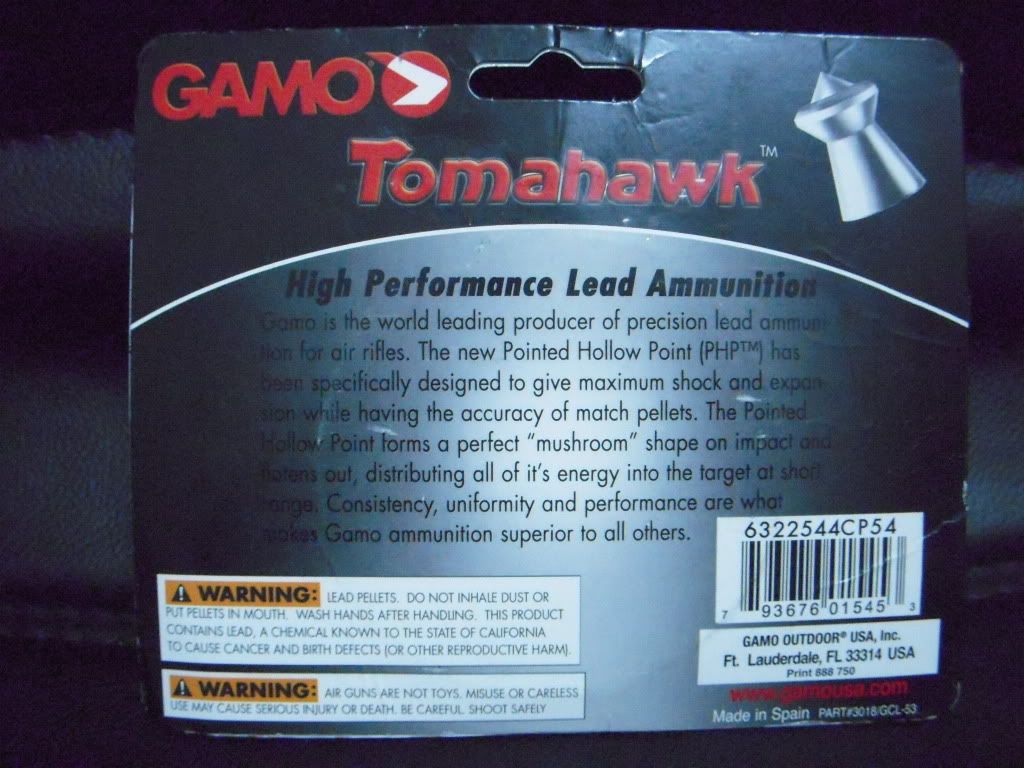 GAMO
Tomahawk™
High Performance Lead Ammunition
Gamo is the world leading producer of precision lead ammuni-
tion for air rifles. The new Pointed Hollow Point (PHP™) has
been specifically designed to give maximum shock and expan-
sion while having the accuracy of match pellets. The Pointed
Hollow Point forms a perfect “mushroom” shape on impact and
flatens out, distributing all of it's energy into the target at short
range. Consistency, uniformity and performance are what
makes Gamo ammunition superior to all others.
6322544CP54
7 93676 01545 3
WARNING: LEAD PELLETS. DO NOT INHALE DUST OR
PUT PELLETS IN MOUTH. WASH HANDS AFTER HANDLING. THIS PRODUCT
CONTAINS LEAD, A CHEMICAL KNOWN TO THE STATE OF CALIFORNIA
TO CAUSE CANCER AND BIRTH DEFECTS (OR OTHER REPRODUCTIVE HARM).
WARNING: AIR GUNS ARE NOT TOYS. MISUSE OR CARELESS
USE MAY CAUSE SERIOUS INJURY OR DEATH. BE CAREFUL. SHOOT SAFELY
GAMO OUTDOOR® USA, Inc.
Ft. Lauderdale, FL 33314 USA
Print 888 750
www.gamousa.com
Made in Spain PART#3018/GCL-53